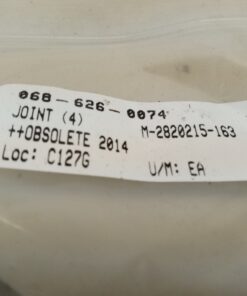 068-626-0074
JOINT (4) M-2820215-163
++OBSOLETE 2014
Loc: C127G U/M: EA